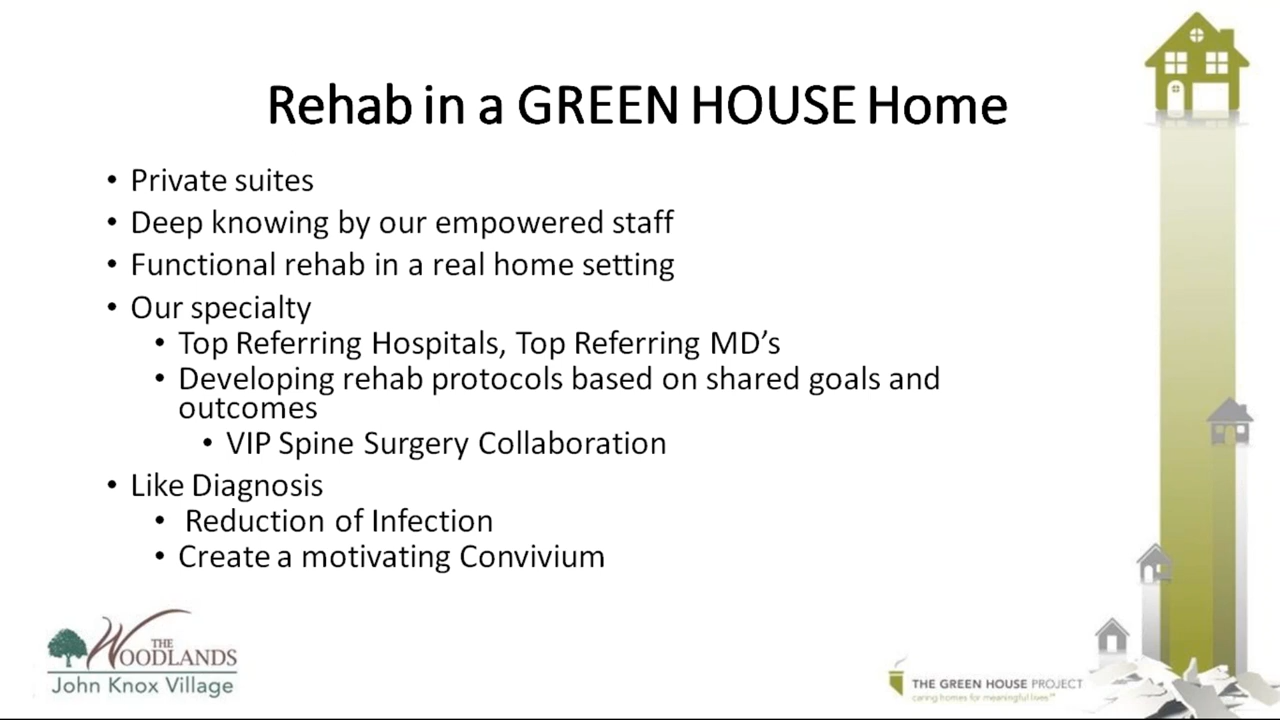 Rehab in a GREEN HOUSE Home
• Private suites
• Deep knowing by our empowered staff
• Functional rehab in a real home setting
• Our specialty
• Top Referring Hospitals, Top Referring MD’s
• Developing rehab protocols based on shared goals and
outcomes
• VIP Spine Surgery Collaboration
• Like Diagnosis
• Reduction of Infection
• Create a motivating Convivium
THE
WOODLANDS
John Knox Village
THE GREEN HOUSE PROJECT
caring homes for meaningful lives℠